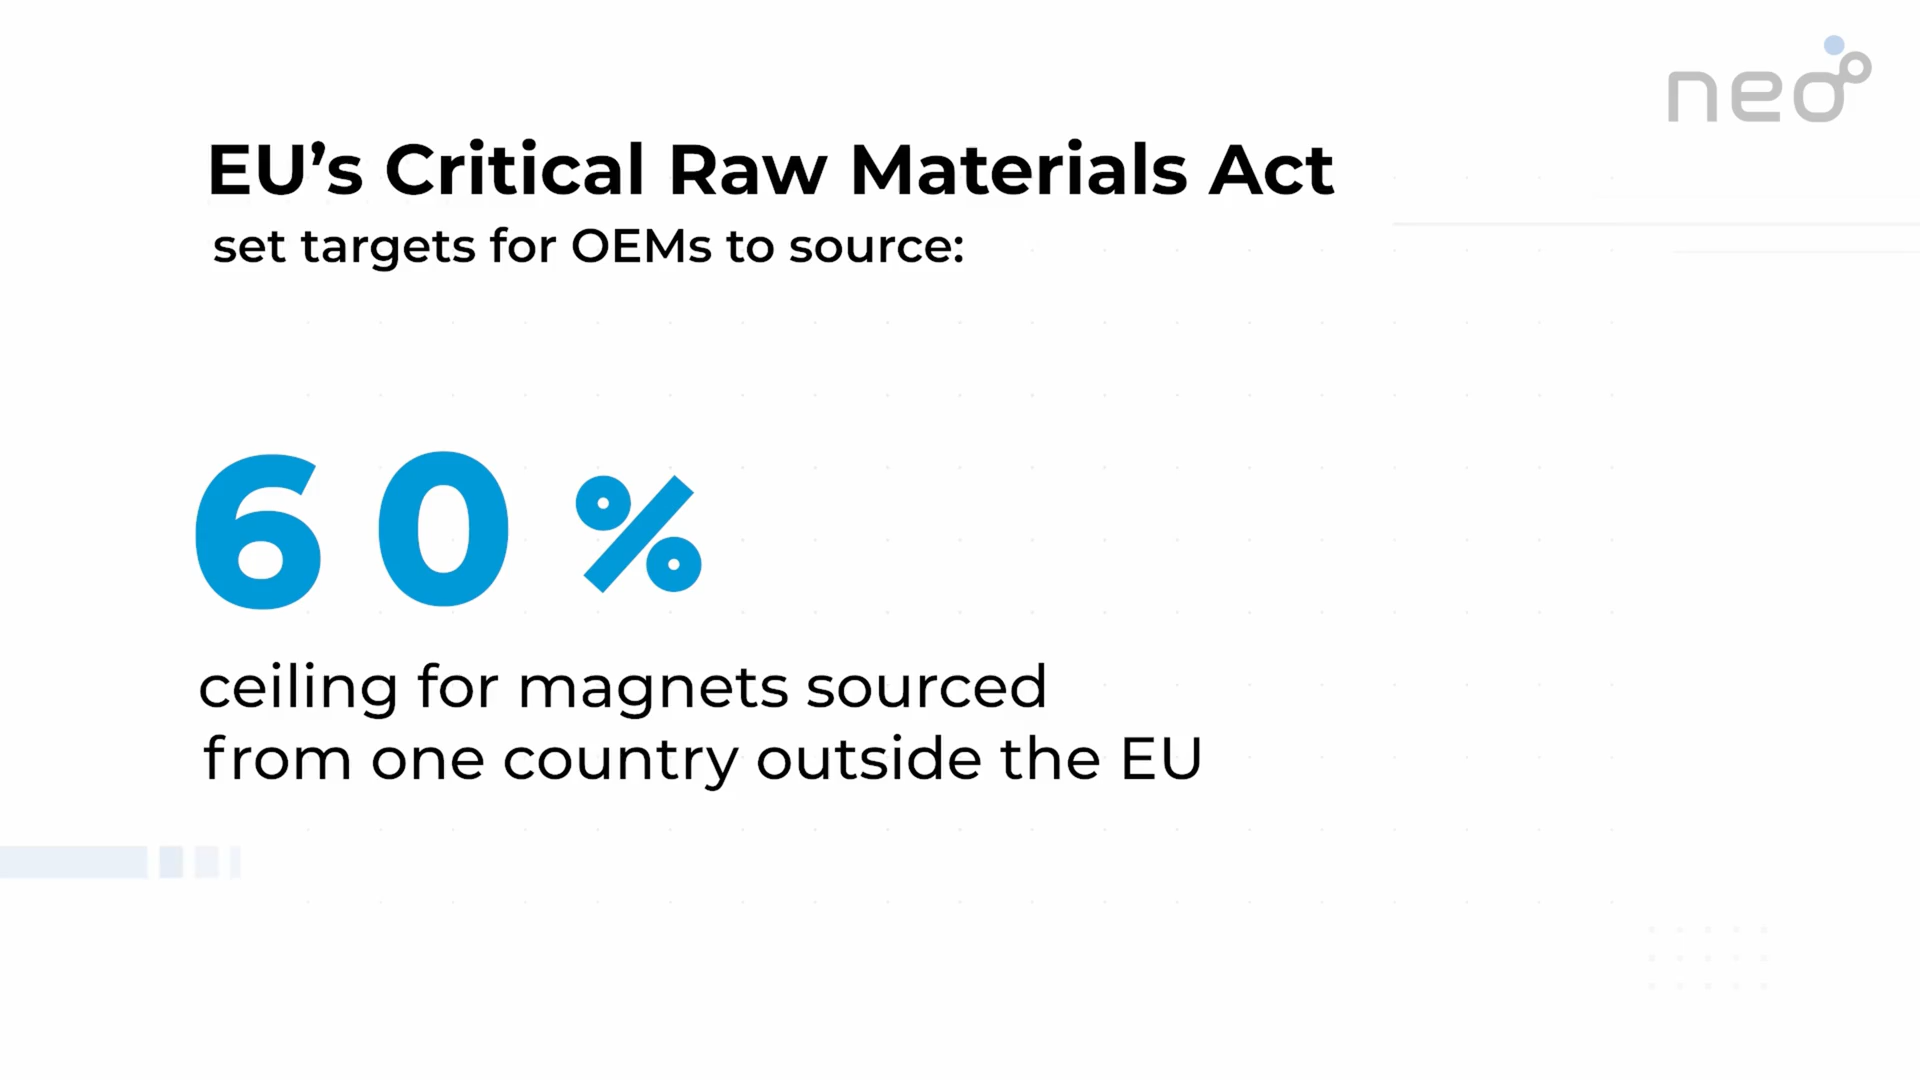 neo
EU’s Critical Raw Materials Act
set targets for OEMs to source:
60%
ceiling for magnets sourced
from one country outside the EU